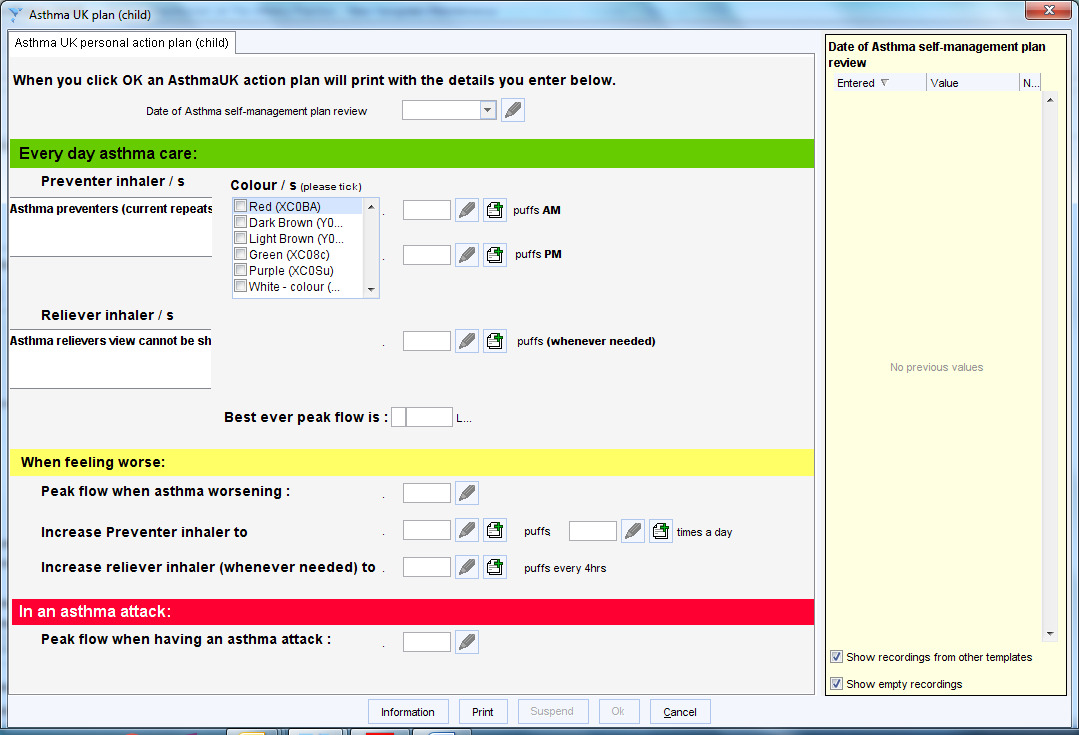 Asthma UK plan (child)
Asthma UK personal action plan (child)
When you click OK an AsthmaUK action plan will print with the details you enter below.
Date of Asthma self-management plan review
Every day asthma care:
Preventer inhaler / s
Colour / s (please tick)
Asthma preventers (current repeats
Red (XC0BA)
Dark Brown (Y0...
Light Brown (Y0...
Green (XC08c)
Purple (XC0Su)
White - colour (...
. puffs AM
. puffs PM
Reliever inhaler / s
Asthma relievers view cannot be sh
. puffs (whenever needed)
Best ever peak flow is : L...
When feeling worse:
Peak flow when asthma worsening : .
Increase Preventer inhaler to . puffs times a day
Increase reliever inhaler (whenever needed) to . puffs every 4hrs
In an asthma attack:
Peak flow when having an asthma attack : .
Information Print Suspend Ok Cancel
Date of Asthma self-management plan
review
Entered Value N...
No previous values
Show recordings from other templates
Show empty recordings